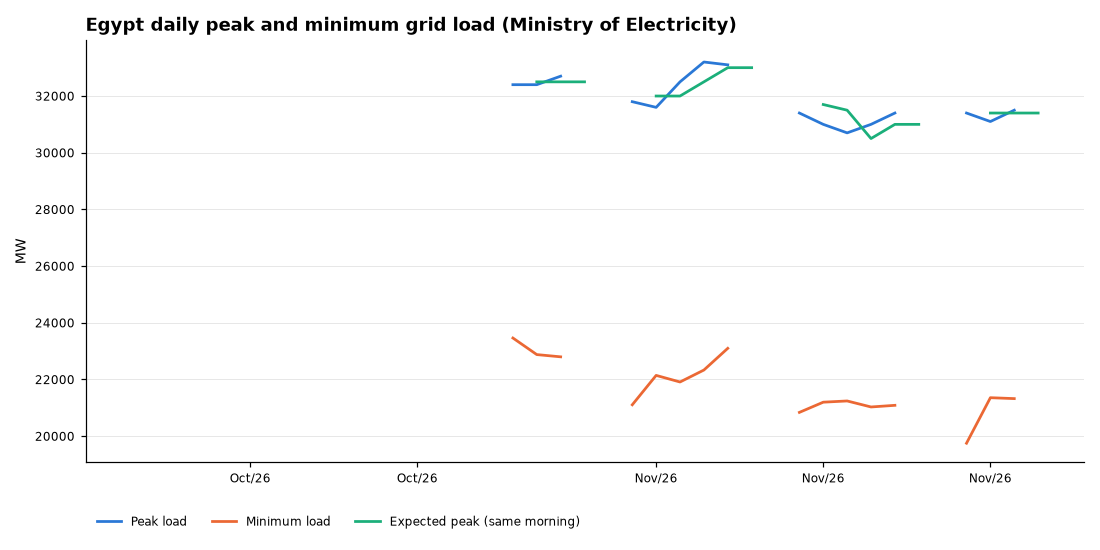 Egypt daily peak and minimum grid load (Ministry of Electricity)
MW
32000
30000
28000
26000
24000
22000
20000
Oct/26 Oct/26 Nov/26 Nov/26 Nov/26
Peak load Minimum load Expected peak (same morning)